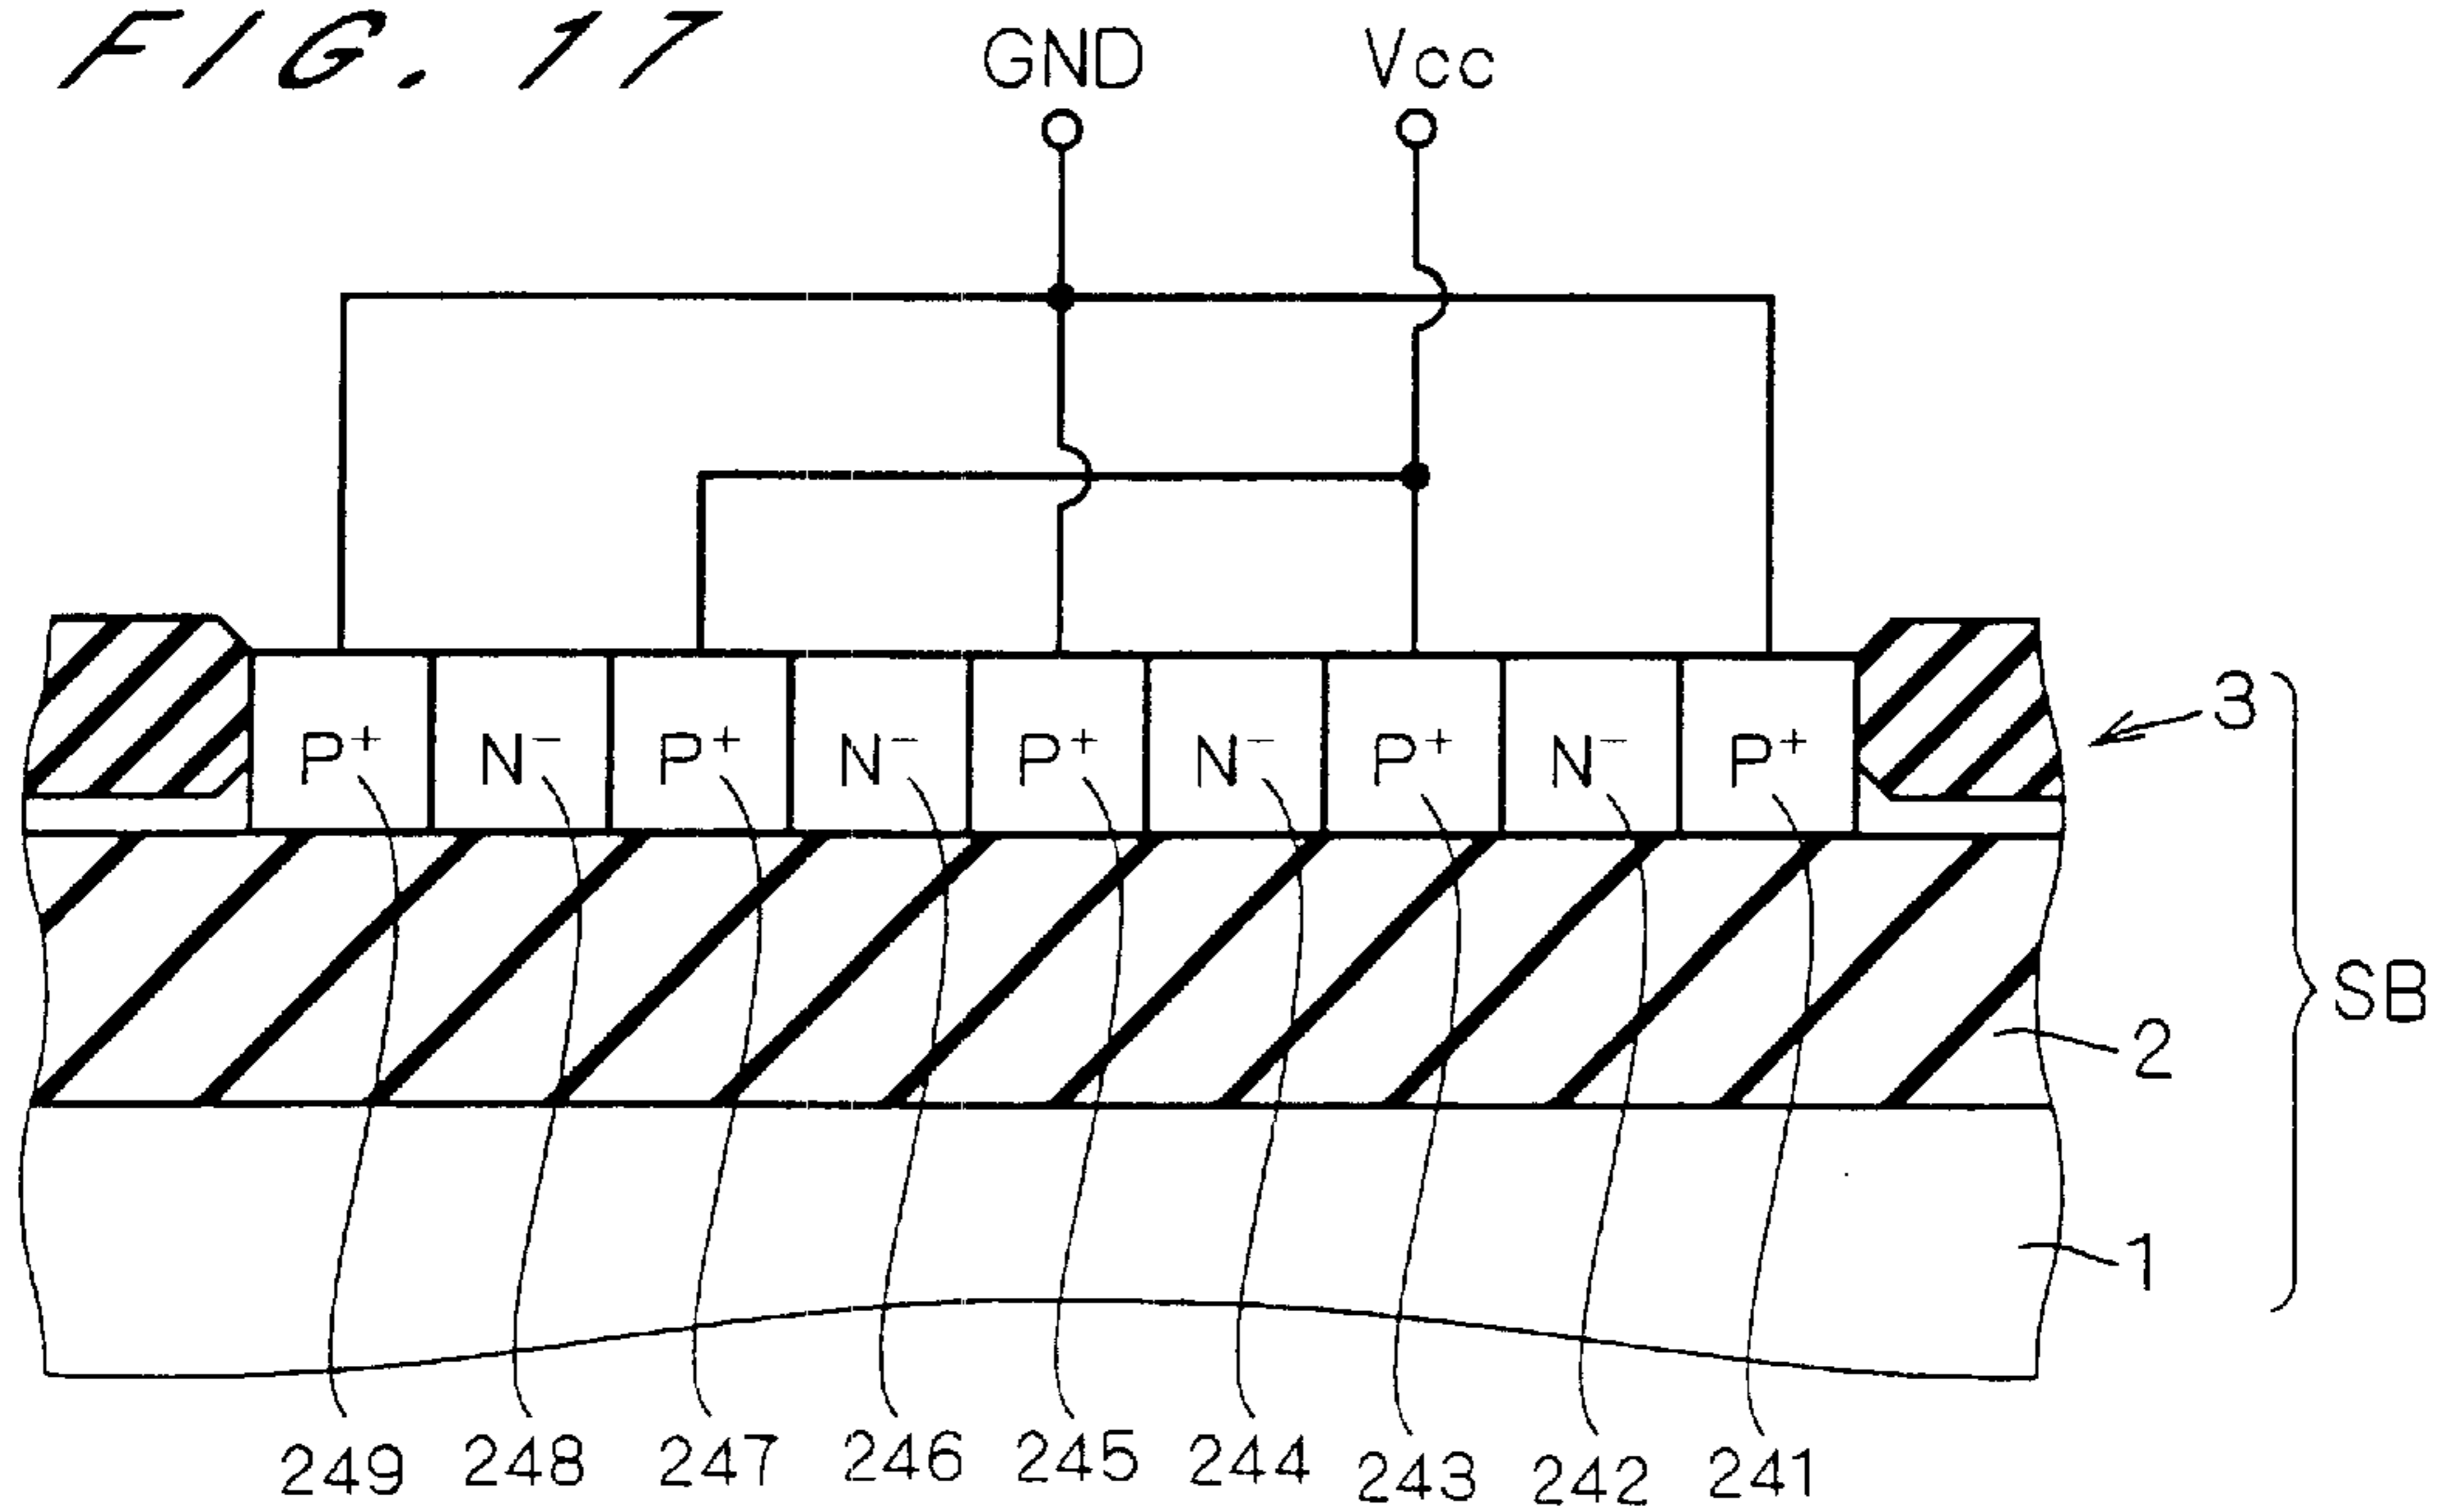 FIG. 17
GND Vcc
P+ N- P+ N- P+ N- P+ N- P+
3
SB
2
1
249 248 247 246 245 244 243 242 241